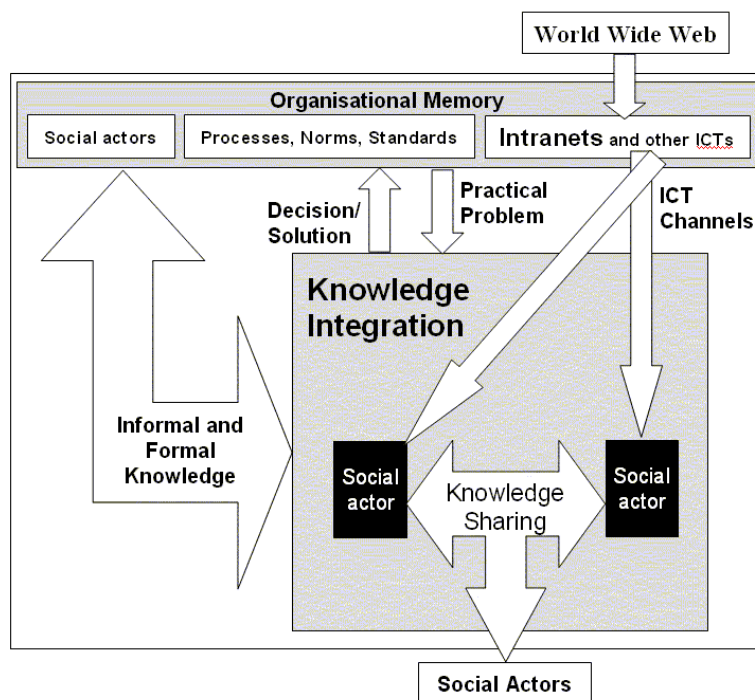 World Wide Web
Organisational Memory
Social actors
Processes, Norms, Standards
Intranets and other ICTs
Decision/
Solution
Practical
Problem
ICT
Channels
Knowledge
Integration
Informal and
Formal
Knowledge
Social
actor
Knowledge
Sharing
Social
actor
Social Actors